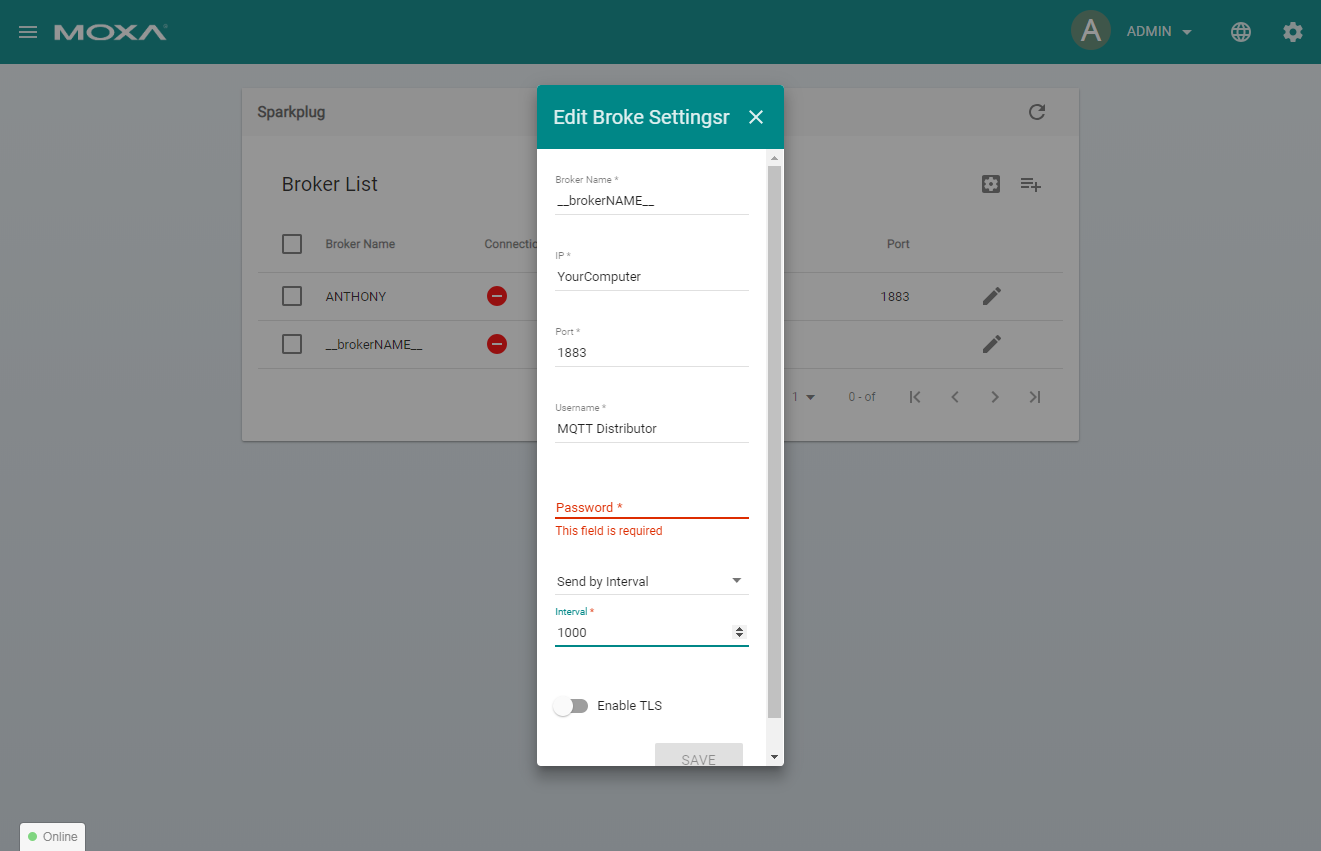 MOXA
A
ADMIN
Sparkplug
Broker List
Broker Name
Connectio
Port
ANTHONY
1883
__brokerNAME__
1
0 - of
Edit Broke Settingsr
Broker Name *
__brokerNAME__
IP *
YourComputer
Port *
1883
Username *
MQTT Distributor
Password *
This field is required
Send by Interval
Interval *
1000
Enable TLS
SAVE
Online